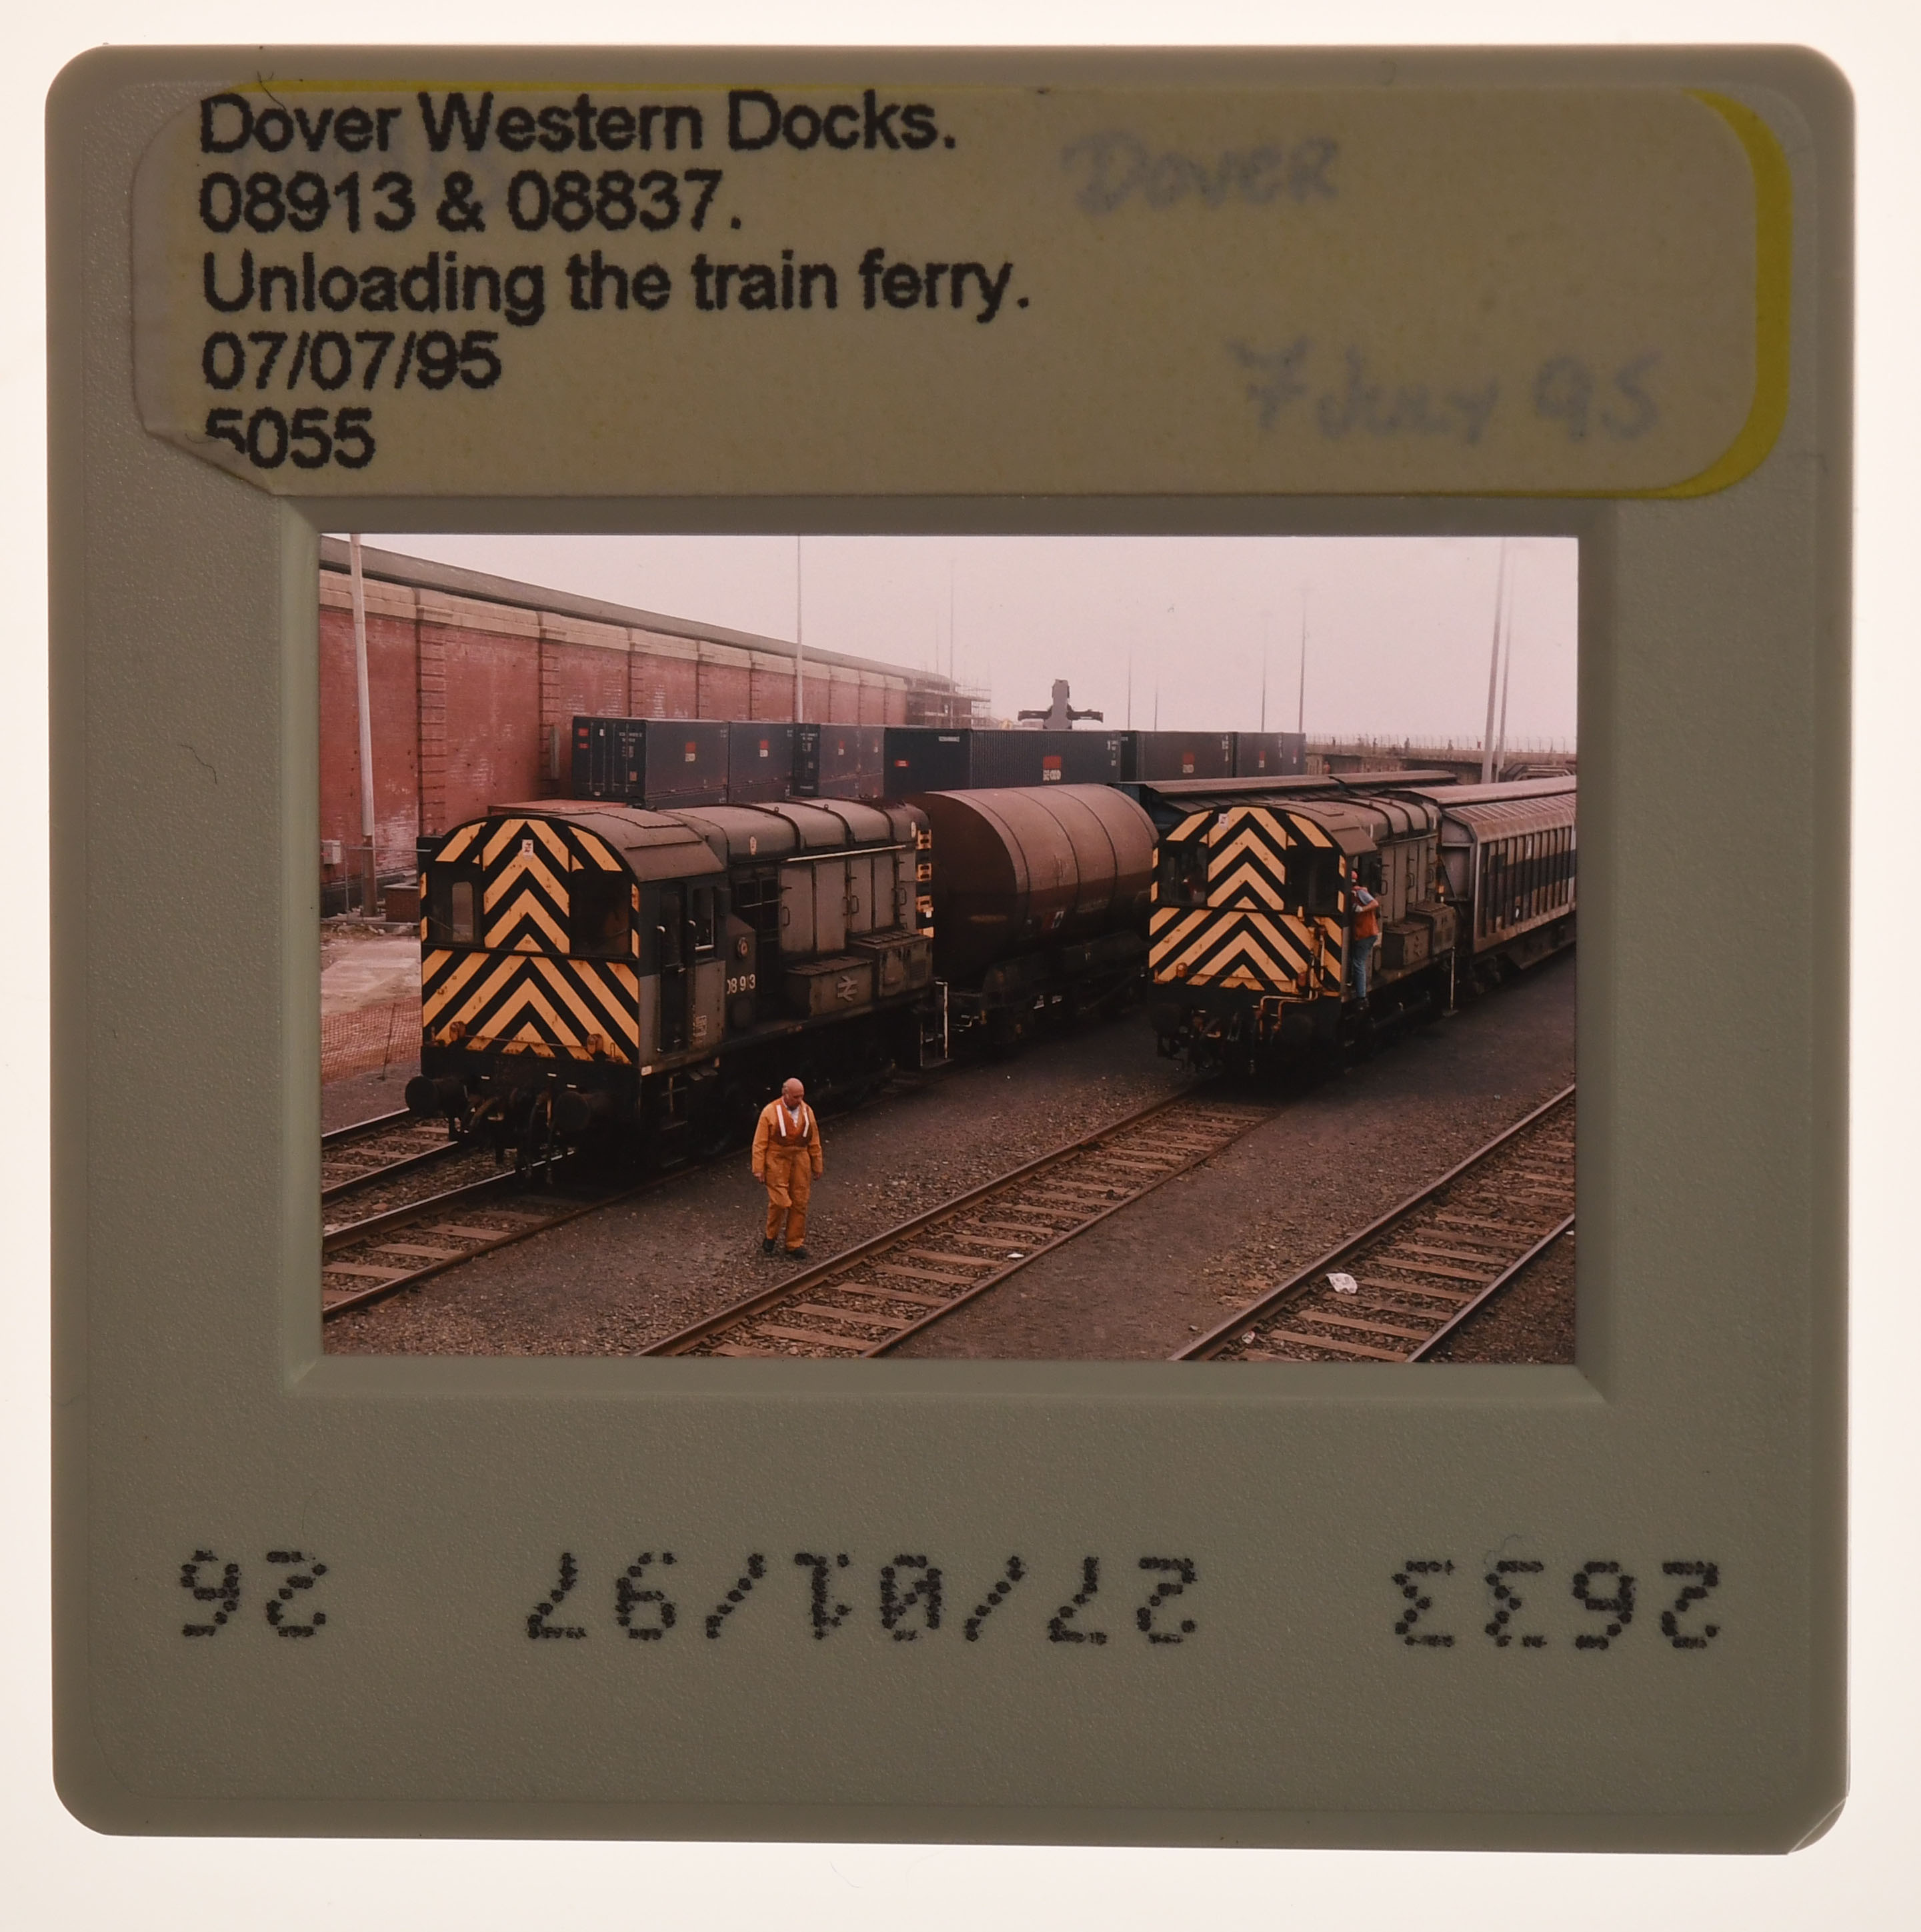 Dover Western Docks.
08913 & 08837.
Unloading the train ferry.
07/07/95
5055
Dover
7 July 95
08913
2633 27/01/97 26